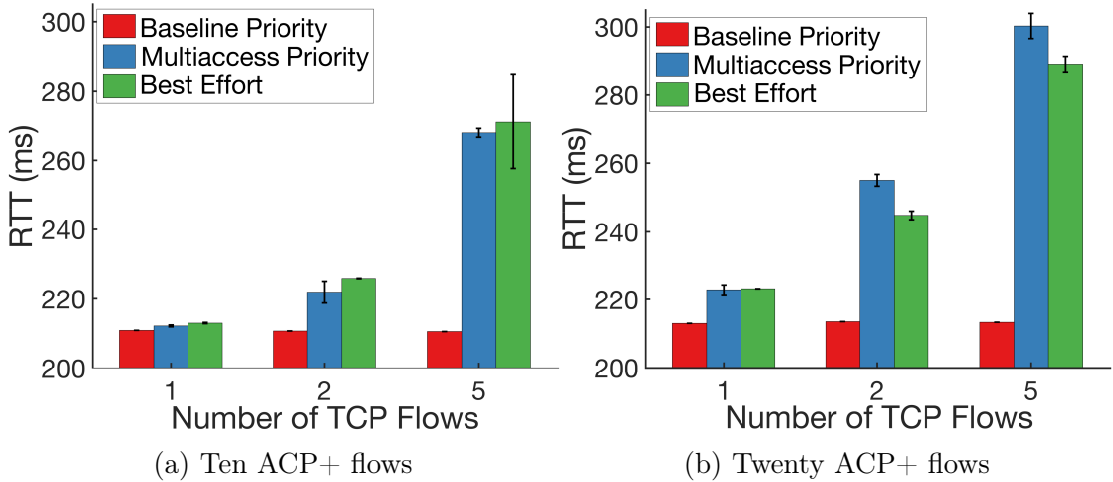 300
280
260
240
220
200
RTT (ms)
Baseline Priority
Multiaccess Priority
Best Effort
1
2
5
Number of TCP Flows
(a) Ten ACP+ flows
300
280
260
240
220
200
RTT (ms)
Baseline Priority
Multiaccess Priority
Best Effort
1
2
5
Number of TCP Flows
(b) Twenty ACP+ flows